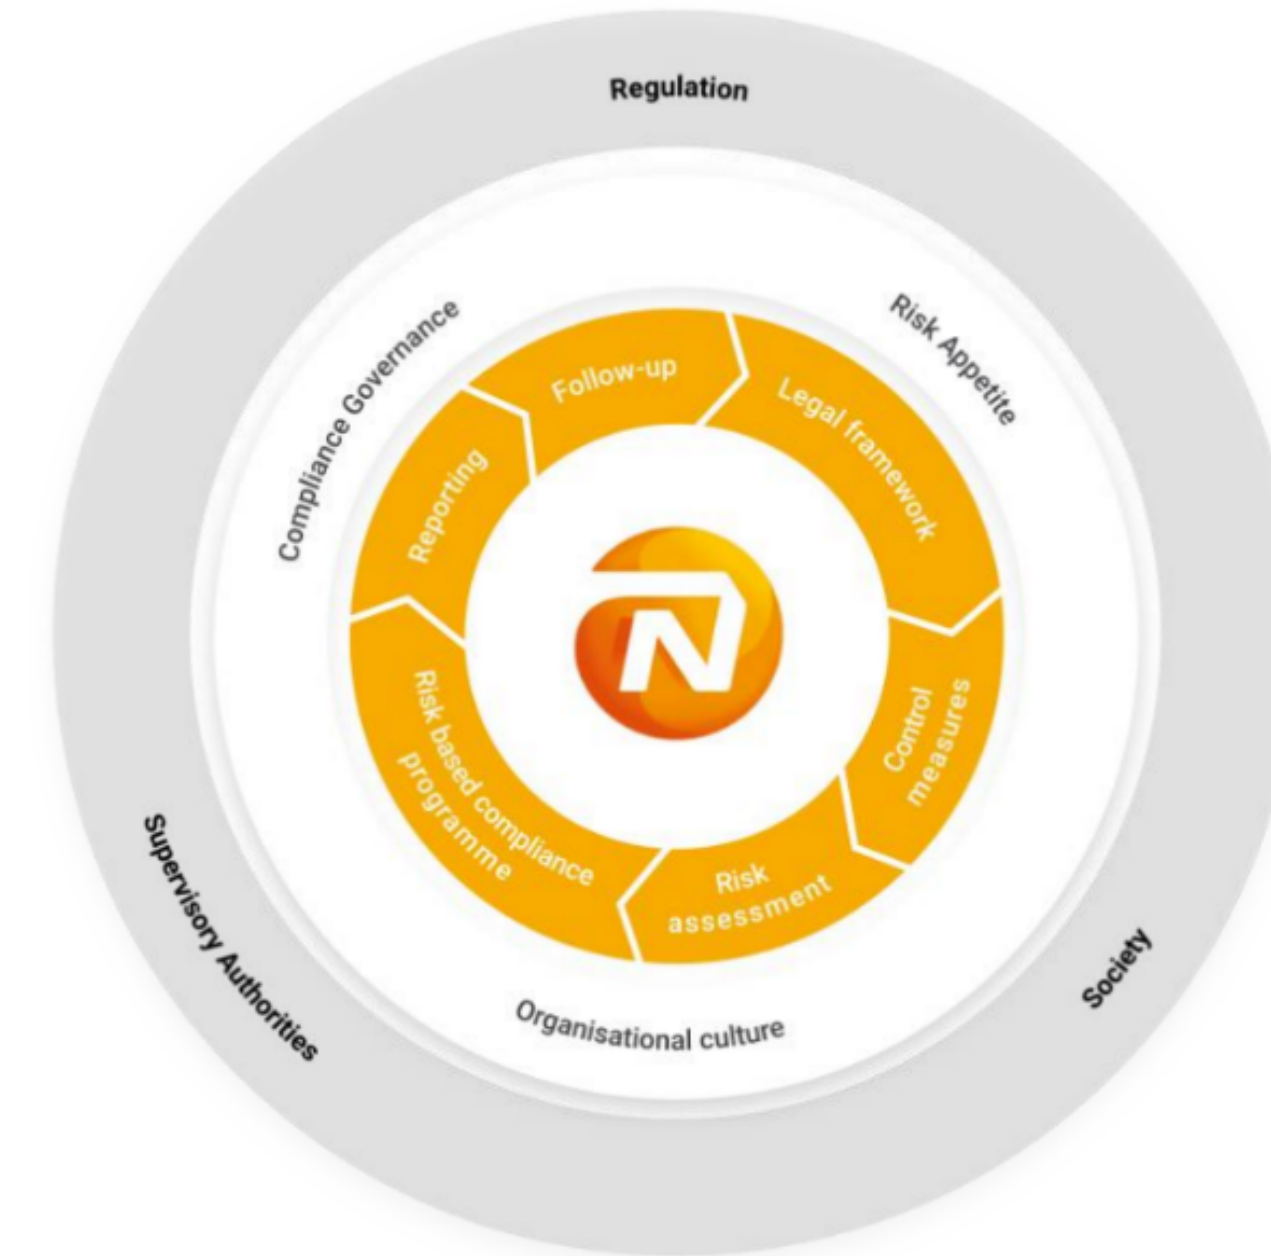 Regulation
Compliance Governance
Risk Appetite
Follow-up
Legal framework
Reporting
Control
measures
Risk based compliance
programme
Risk
assessment
Organisational culture
Supervisory Authorities
Society
N